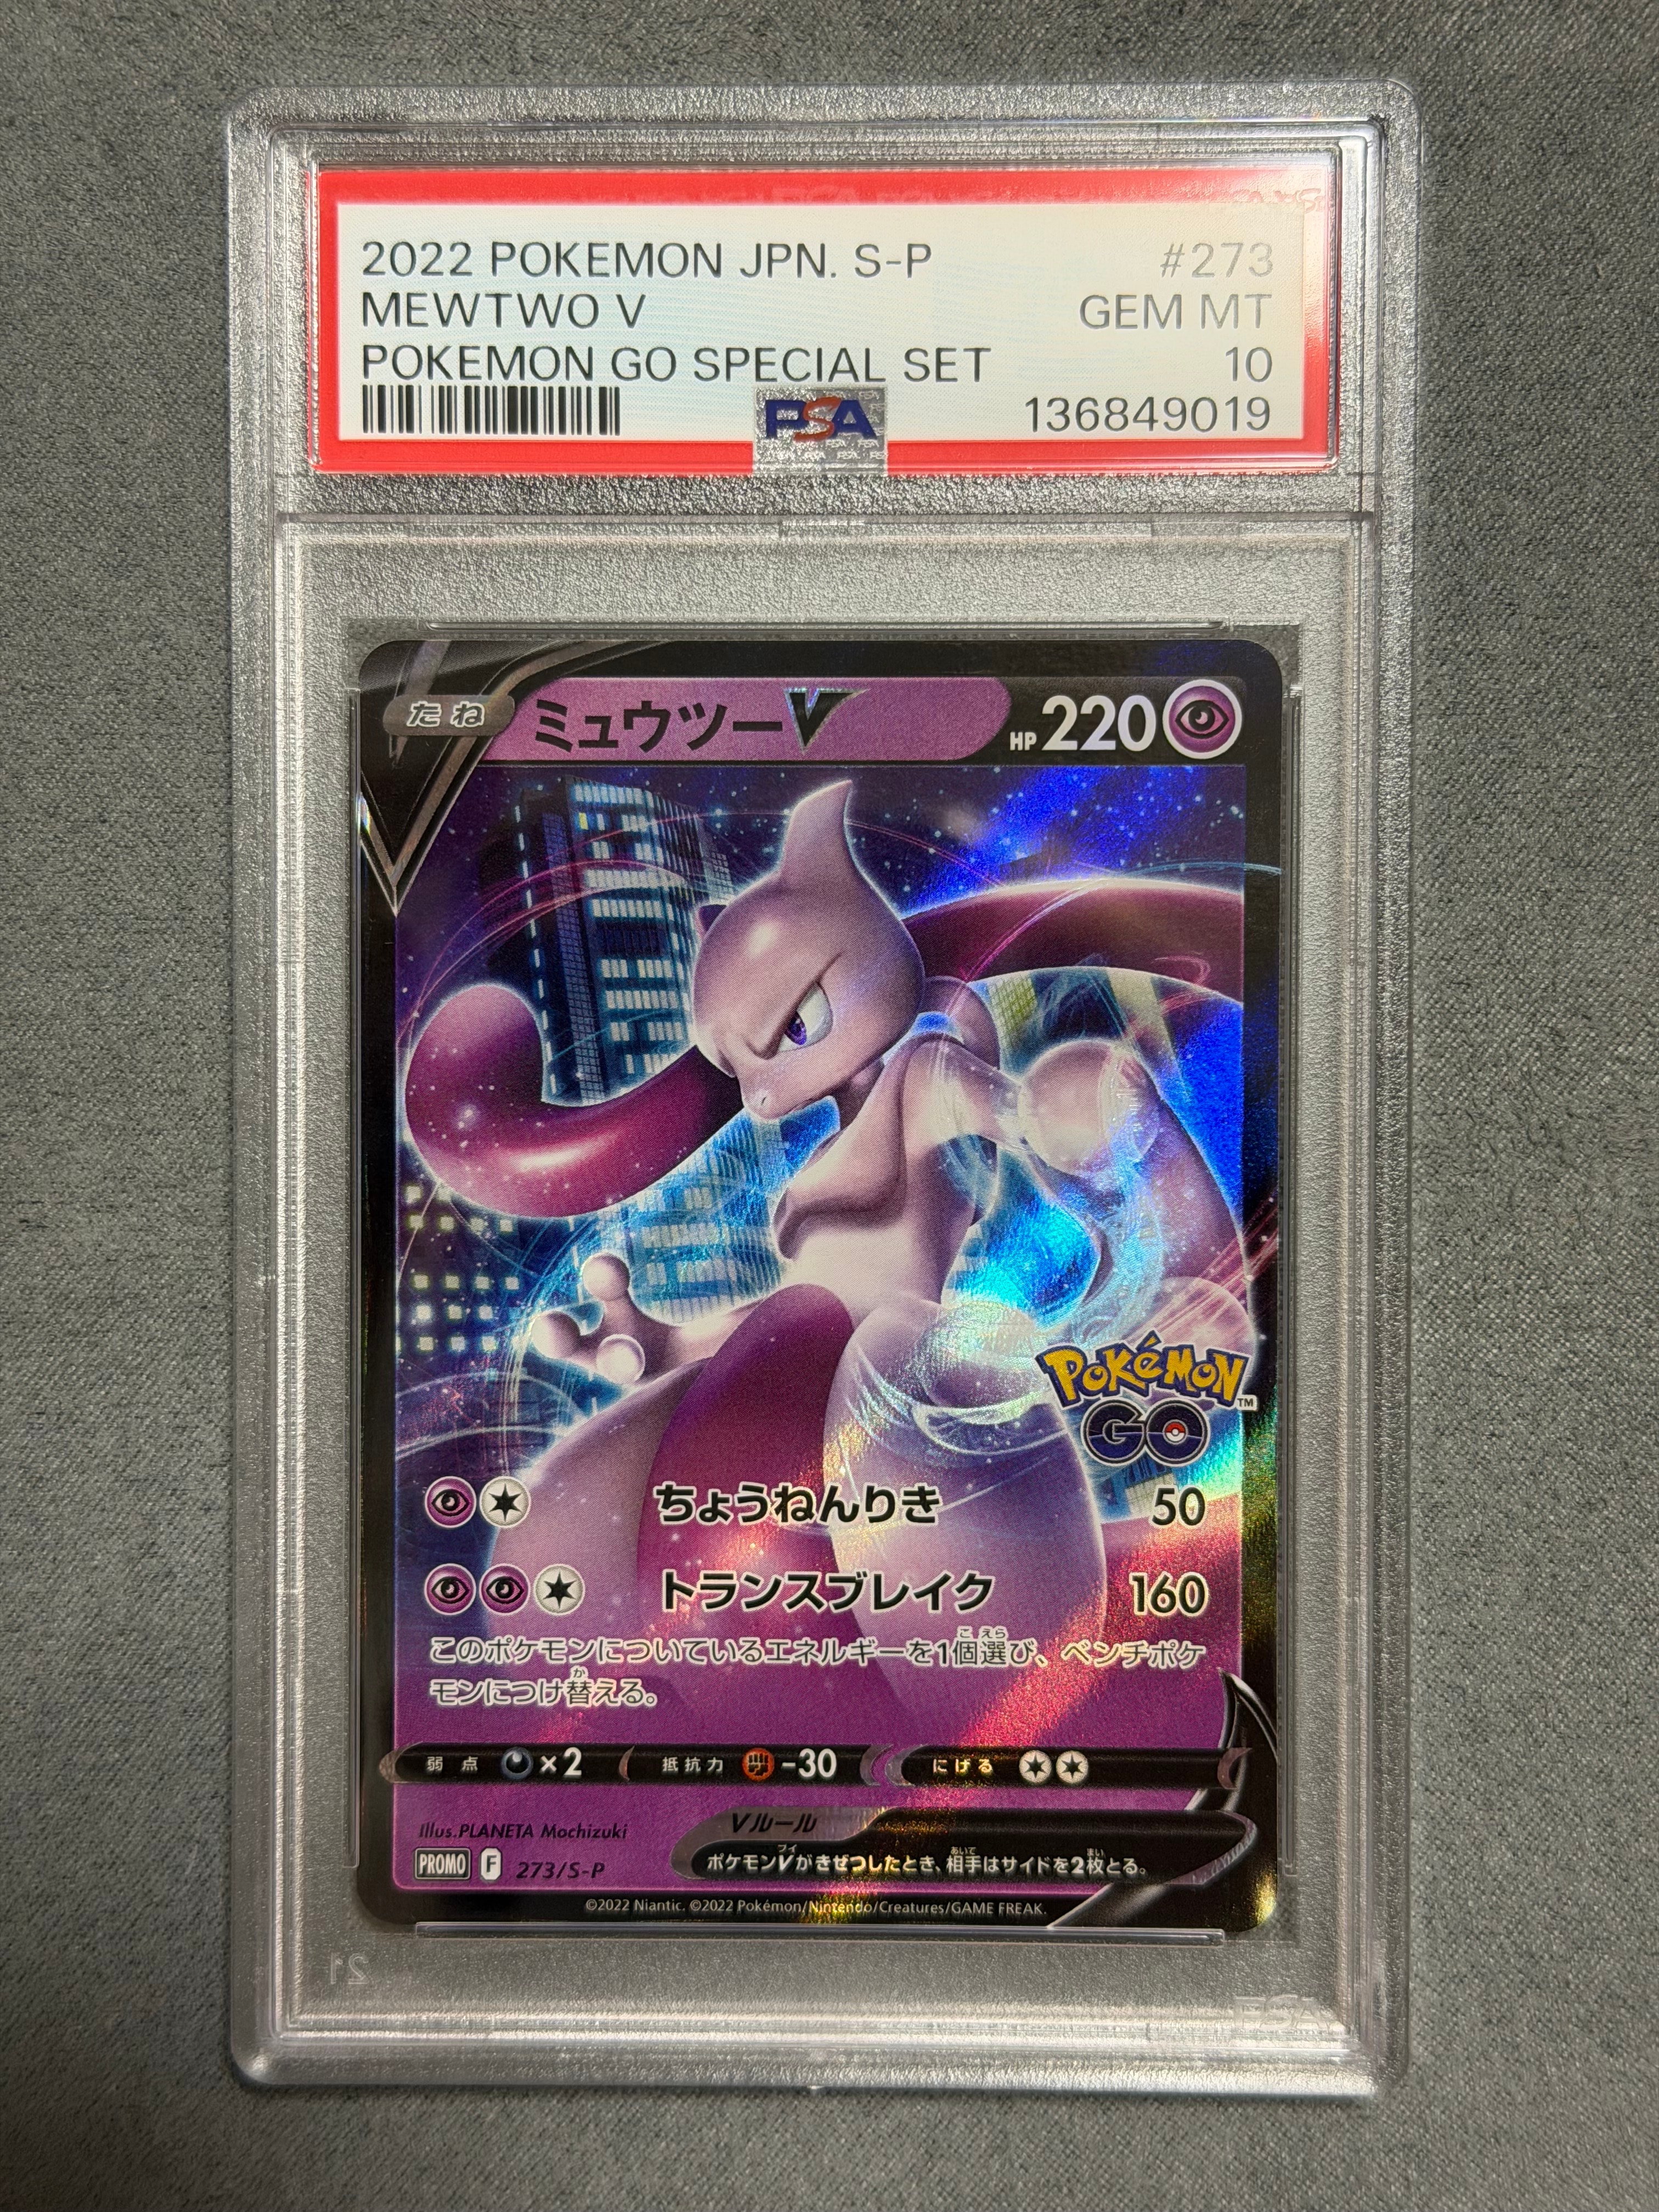 2022 POKEMON JPN. S-P #273
MEWTWO V GEM MT
POKEMON GO SPECIAL SET 10
PSA 136849019
たね ミュウツーV HP 220
POKéMON™
GO
ちょうねんりき 50
トランスブレイク 160
このポケモンについているエネルギーを1個選び、ベンチポケ
モンにつけ替える。
弱点 ×2 抵抗力 -30 にげる
Illus.PLANETA Mochizuki Vルール
PROMO F 273/S-P ポケモンVがきぜつしたとき、相手はサイドを2枚とる。
©2022 Niantic. ©2022 Pokémon/Nintendo/Creatures/GAME FREAK.